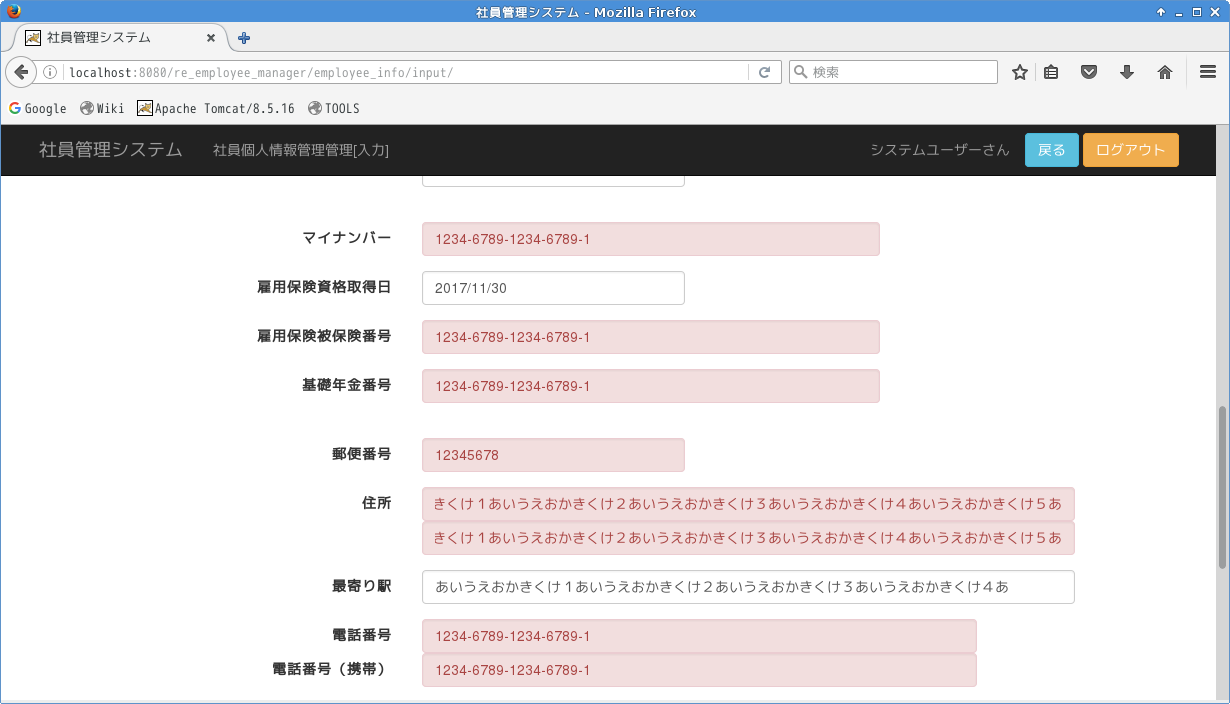 社員管理システム - Mozilla Firefox
社員管理システム
localhost:8080/re_employee_manager/employee_info/input/
検索
Google Wiki Apache Tomcat/8.5.16 TOOLS
社員管理システム 社員個人情報管理管理[入力] システムユーザーさん 戻る ログアウト
マイナンバー 1234-6789-1234-6789-1
雇用保険資格取得日 2017/11/30
雇用保険被保険番号 1234-6789-1234-6789-1
基礎年金番号 1234-6789-1234-6789-1
郵便番号 12345678
住所 きくけ１あいうえおかきくけ２あいうえおかきくけ３あいうえおかきくけ４あいうえおかきくけ５あ
きくけ１あいうえおかきくけ２あいうえおかきくけ３あいうえおかきくけ４あいうえおかきくけ５あ
最寄り駅 あいうえおかきくけ１あいうえおかきくけ２あいうえおかきくけ３あいうえおかきくけ４あ
電話番号 1234-6789-1234-6789-1
電話番号（携帯） 1234-6789-1234-6789-1